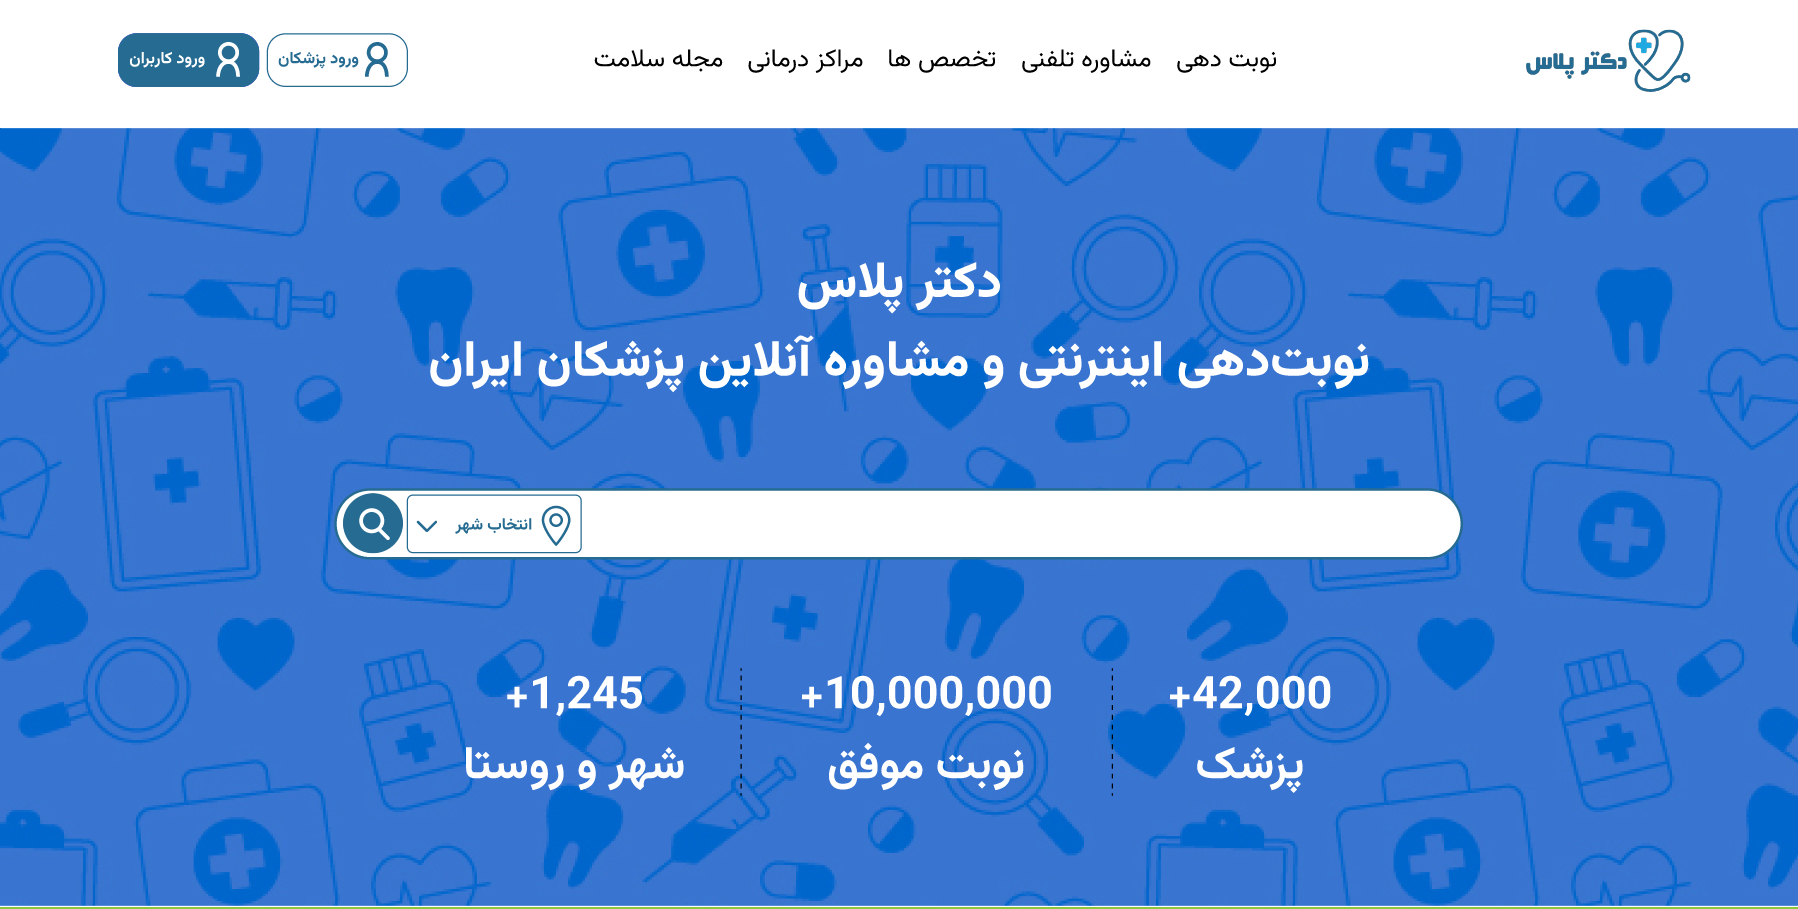 دکتر پلاس
نوبت دهی مشاوره تلفنی تخصص ها مراکز درمانی مجله سلامت
ورود پزشکان
ورود کاربران
دکتر پلاس
نوبت‌دهی اینترنتی و مشاوره آنلاین پزشکان ایران
انتخاب شهر
+42,000
پزشک
+10,000,000
نوبت موفق
+1,245
شهر و روستا